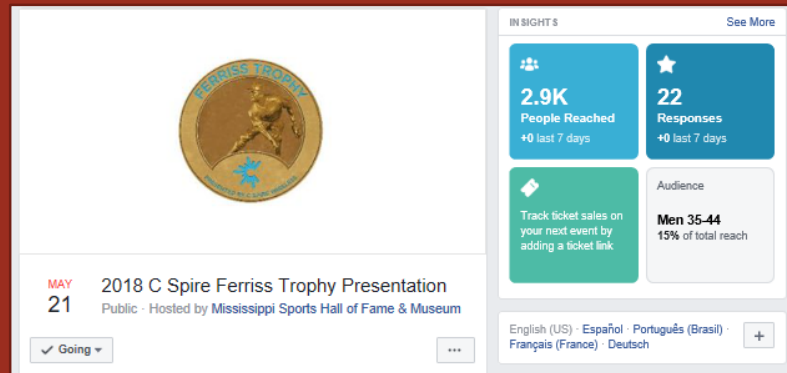 FERRISS TROPHY
INSIGHTS
See More
2.9K
People Reached
+0 last 7 days
22
Responses
+0 last 7 days
Track ticket sales on
your next event by
adding a ticket link
Audience
Men 35-44
15% of total reach
MAY
21
2018 C Spire Ferriss Trophy Presentation
Public · Hosted by Mississippi Sports Hall of Fame & Museum
✓ Going
...
English (US) · Español · Português (Brasil) ·
Français (France) · Deutsch
+